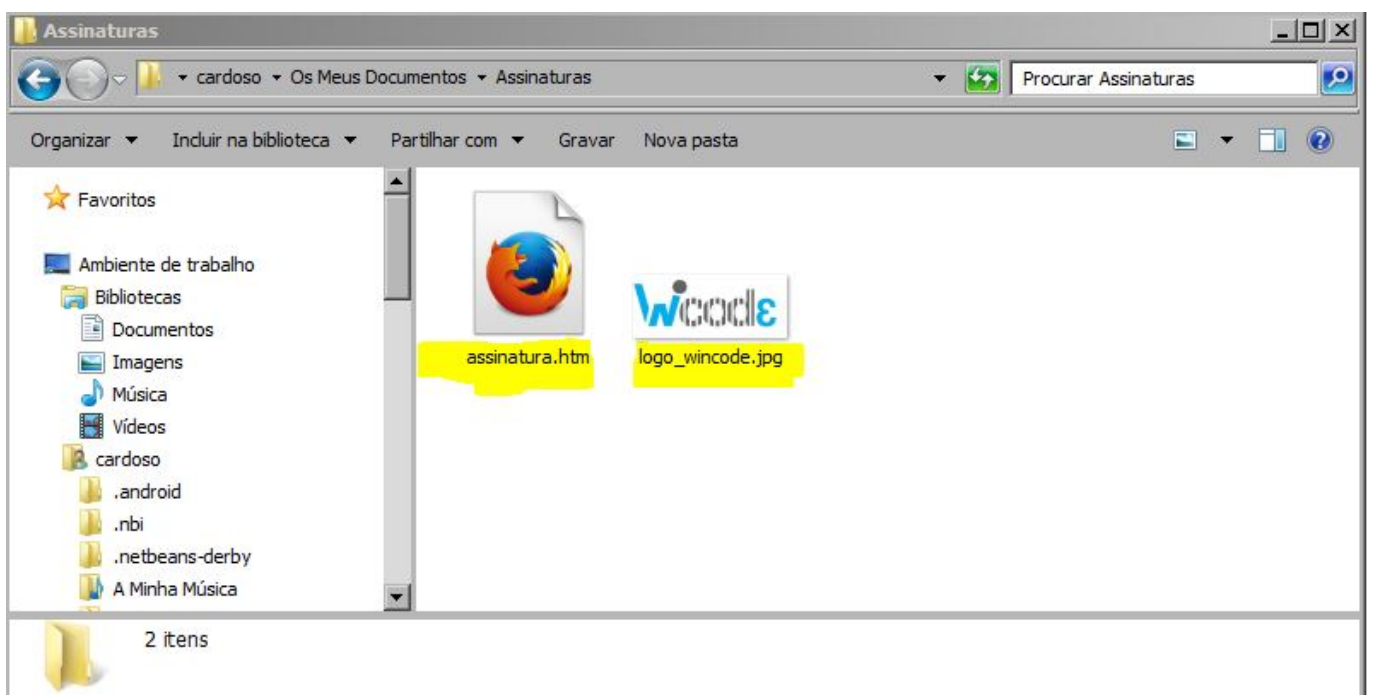 Assinaturas
cardoso Os Meus Documentos Assinaturas
Procurar Assinaturas
Organizar Incluir na biblioteca Partilhar com Gravar Nova pasta
Favoritos
Ambiente de trabalho
Bibliotecas
Documentos
Imagens
Música
Vídeos
cardoso
.android
.nbi
.netbeans-derby
A Minha Música
Wicode
assinatura.htm
logo_wincode.jpg
2 itens